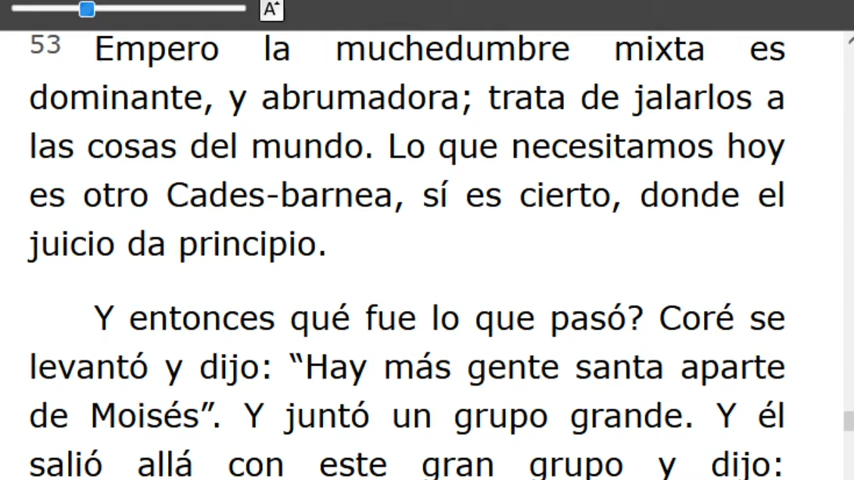 A
53 Empero la muchedumbre mixta es
dominante, y abrumadora; trata de jalarlos a
las cosas del mundo. Lo que necesitamos hoy
es otro Cades-barnea, sí es cierto, donde el
juicio da principio.
Y entonces qué fue lo que pasó? Coré se
levantó y dijo: “Hay más gente santa aparte
de Moisés”. Y juntó un grupo grande. Y él
salió allá con este gran grupo y dijo: